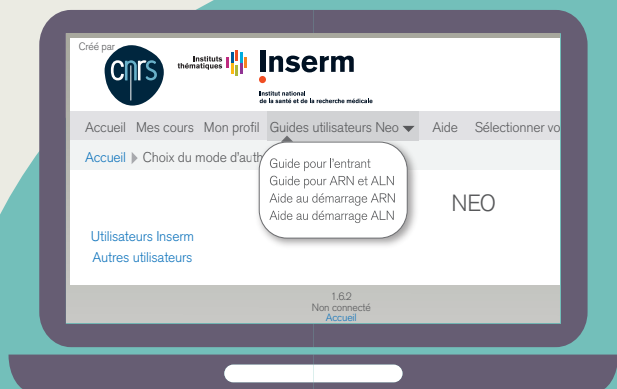 Créé par
cnrs
Instituts
thématiques
Inserm
Institut national
de la santé et de la recherche médicale
Accueil Mes cours Mon profil Guides utilisateurs Neo Aide Sélectionner vo
Accueil Choix du mode d'auth
Guide pour l'entrant
Guide pour ARN et ALN
Aide au démarrage ARN
Aide au démarrage ALN
NEO
Utilisateurs Inserm
Autres utilisateurs
1.6.2
Non connecté
Accueil